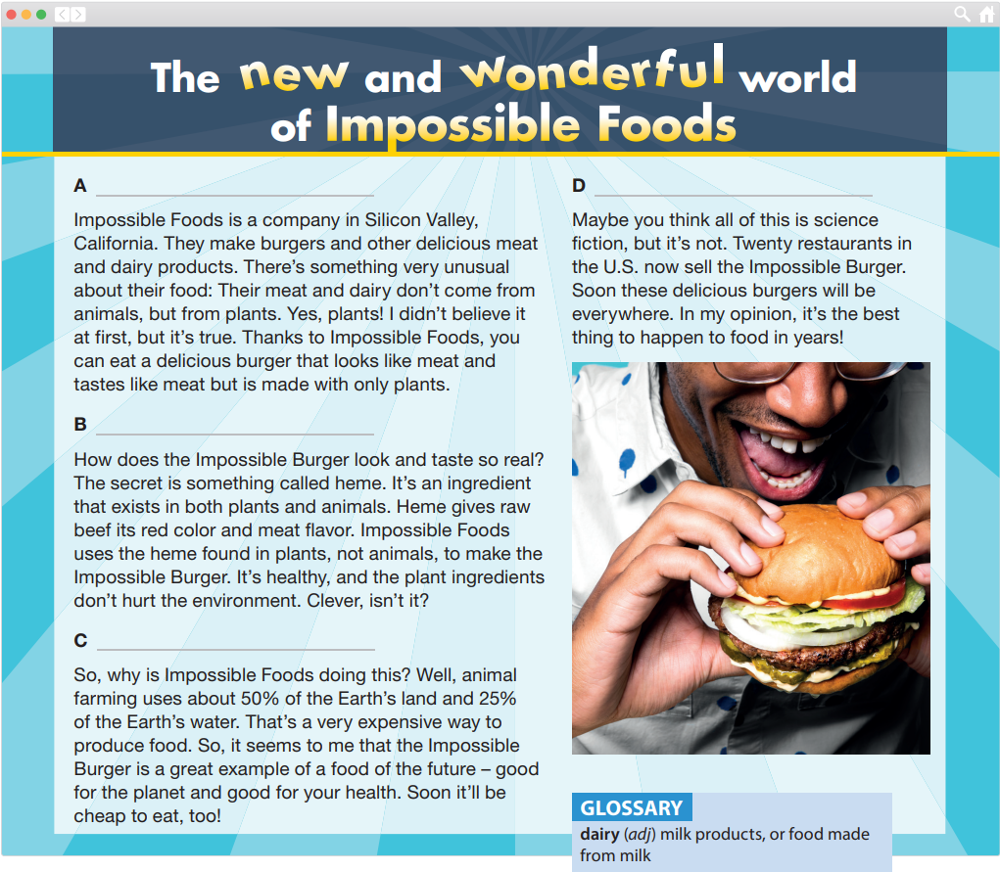 The new and wonderful world
of Impossible Foods
A
Impossible Foods is a company in Silicon Valley,
California. They make burgers and other delicious meat
and dairy products. There’s something very unusual
about their food: Their meat and dairy don’t come from
animals, but from plants. Yes, plants! I didn’t believe it
at first, but it’s true. Thanks to Impossible Foods, you
can eat a delicious burger that looks like meat and
tastes like meat but is made with only plants.
B
How does the Impossible Burger look and taste so real?
The secret is something called heme. It’s an ingredient
that exists in both plants and animals. Heme gives raw
beef its red color and meat flavor. Impossible Foods
uses the heme found in plants, not animals, to make the
Impossible Burger. It’s healthy, and the plant ingredients
don’t hurt the environment. Clever, isn’t it?
C
So, why is Impossible Foods doing this? Well, animal
farming uses about 50% of the Earth’s land and 25%
of the Earth’s water. That’s a very expensive way to
produce food. So, it seems to me that the Impossible
Burger is a great example of a food of the future – good
for the planet and good for your health. Soon it’ll be
cheap to eat, too!
D
Maybe you think all of this is science
fiction, but it’s not. Twenty restaurants in
the U.S. now sell the Impossible Burger.
Soon these delicious burgers will be
everywhere. In my opinion, it’s the best
thing to happen to food in years!
GLOSSARY
dairy (adj) milk products, or food made
from milk